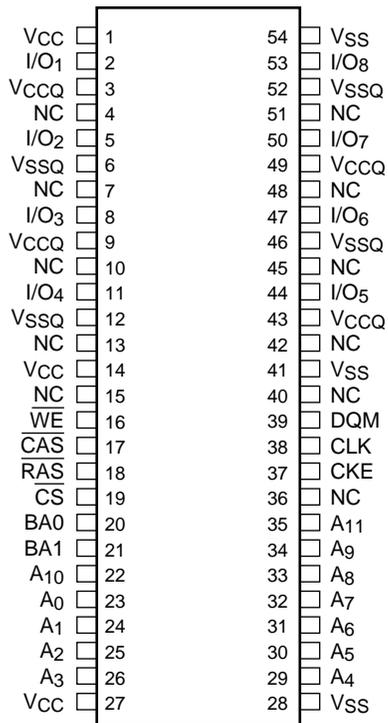 VCC 1 54 VSS
I/O1 2 53 I/O8
VCCQ 3 52 VSSQ
NC 4 51 NC
I/O2 5 50 I/O7
VSSQ 6 49 VCCQ
NC 7 48 NC
I/O3 8 47 I/O6
VCCQ 9 46 VSSQ
NC 10 45 NC
I/O4 11 44 I/O5
VSSQ 12 43 VCCQ
NC 13 42 NC
VCC 14 41 VSS
NC 15 40 NC
WE 16 39 DQM
CAS 17 38 CLK
RAS 18 37 CKE
CS 19 36 NC
BA0 20 35 A11
BA1 21 34 A9
A10 22 33 A8
A0 23 32 A7
A1 24 31 A6
A2 25 30 A5
A3 26 29 A4
VCC 27 28 VSS